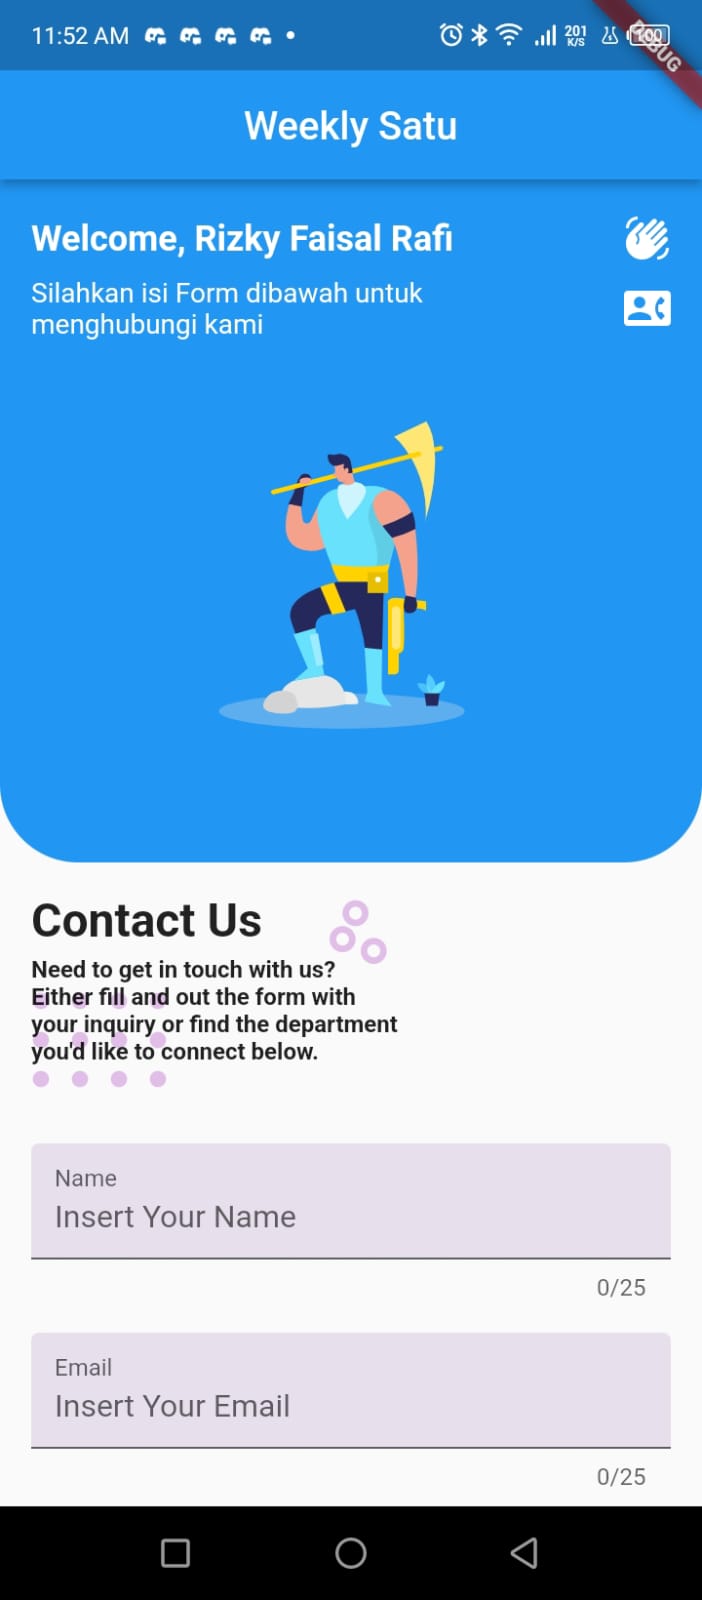 11:52 AM
201
K/S
100
DEBUG
Weekly Satu
Welcome, Rizky Faisal Rafi
Silahkan isi Form dibawah untuk
menghubungi kami
Contact Us
Need to get in touch with us?
Either fill and out the form with
your inquiry or find the department
you'd like to connect below.
Name
Insert Your Name
0/25
Email
Insert Your Email
0/25